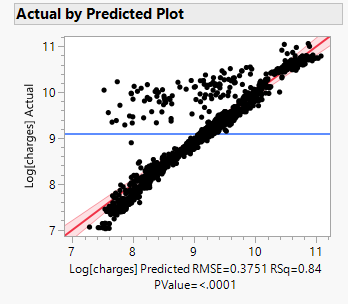 Actual by Predicted Plot
Log[charges] Actual
11
10
9
8
7
7 8 9 10 11
Log[charges] Predicted RMSE=0.3751 RSq=0.84
PValue=<.0001